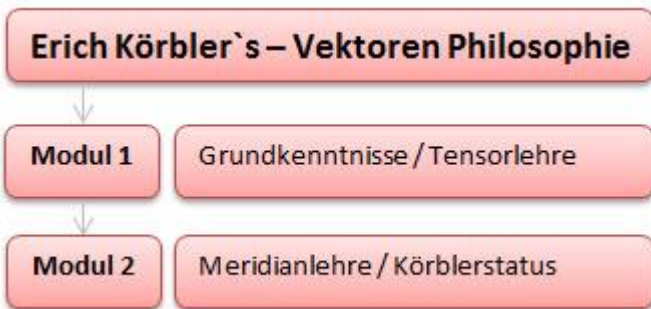 Erich Körbler`s – Vektoren Philosophie
Modul 1
Grundkenntnisse / Tensorlehre
Modul 2
Meridianlehre / Körblerstatus